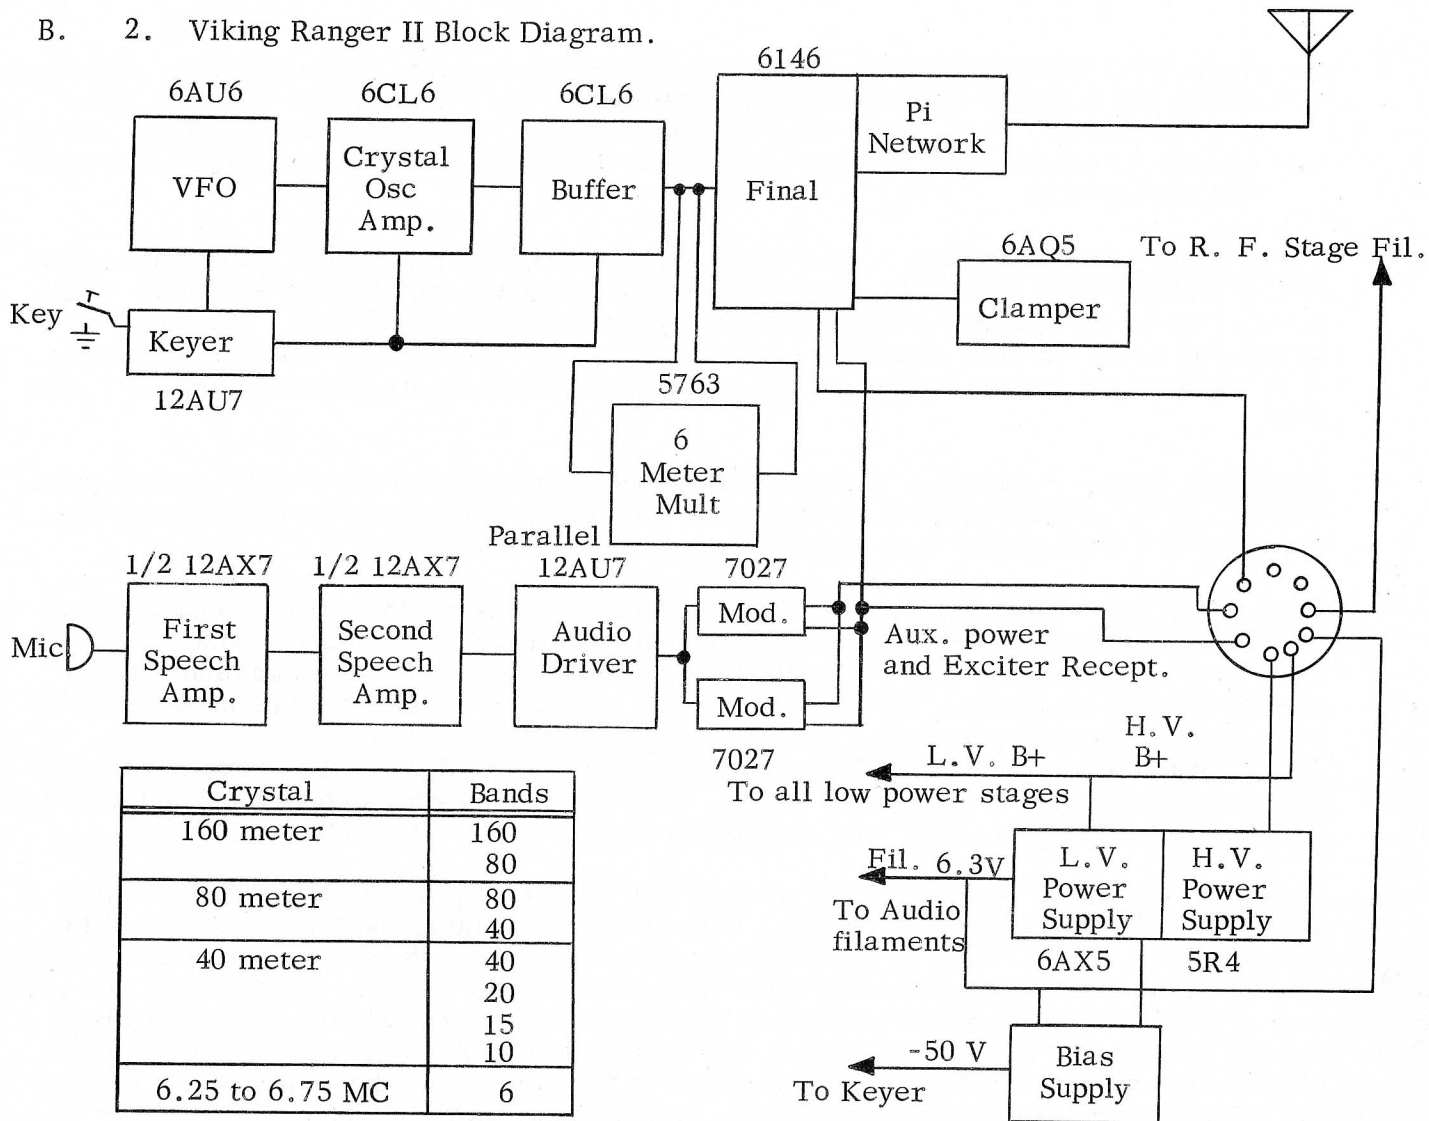 B. 2. Viking Ranger II Block Diagram.
6146
6AU6 6CL6 6CL6
VFO
Crystal
Osc
Amp.
Buffer
Final
Pi
Network
6AQ5
Clamper
To R. F. Stage Fil.
Key
Keyer
12AU7
5763
6
Meter
Mult
1/2 12AX7
1/2 12AX7
Parallel
12AU7
7027
Mic
First
Speech
Amp.
Second
Speech
Amp.
Audio
Driver
Mod.
Mod.
7027
Aux. power
and Exciter Recept.
L.V. B+
H.V.
B+
To all low power stages
Fil. 6.3V
To Audio
filaments
L.V.
Power
Supply
H.V.
Power
Supply
6AX5
5R4
-50 V
To Keyer
Bias
Supply
Crystal Bands
160 meter 160
80
80 meter 80
40
40 meter 40
20
15
10
6.25 to 6.75 MC 6